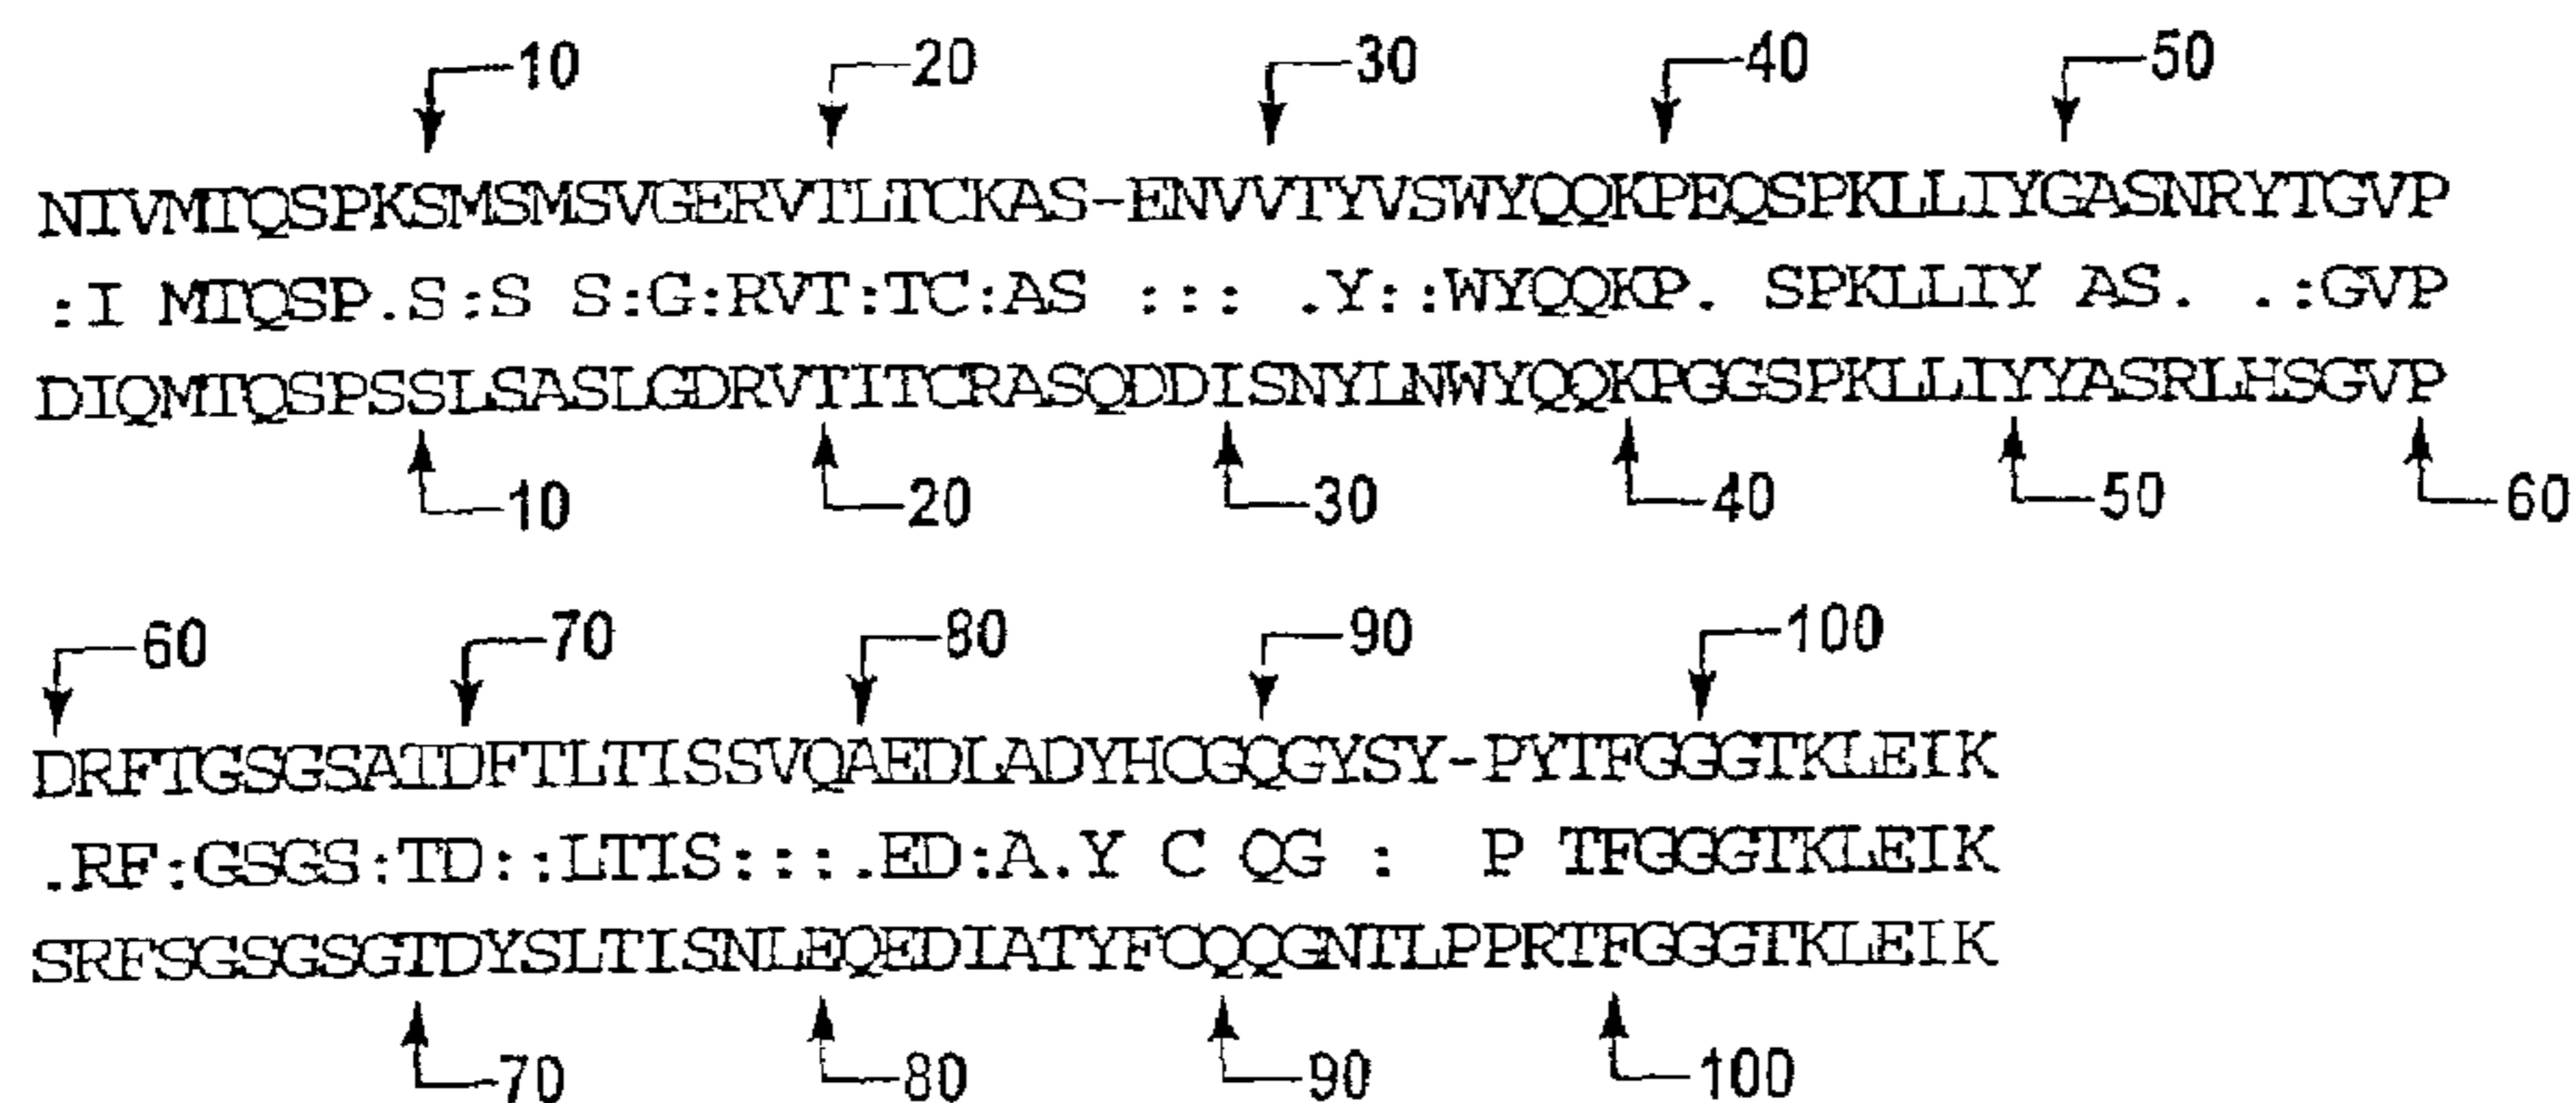 10 20 30 40 50
NIVMTQSPKSMSMSVGERVTLTCKAS-ENVVTYVSWYQQKPEQSPKLLIYGASNRYTGVP
:I MTQSP.S:S S:G:RVT:TC:AS ::: .Y::WYQQKP. SPKLLIY AS. .:GVP
DIQMTQSPSSLSASLGDRVTITCRASQDDISNYLNWYQQKPGGSPKLLIYYASRLHSGVP
10 20 30 40 50 60
60 70 80 90 100
DRFTGSGSATDFTLTISSVQAEDLADYHCGQGYSY-PYTFGGGTKLEIK
.RF:GSGS:TD::LTIS::::.ED:A.Y C QG : P TFGGGTKLEIK
SRFSGSGSGTDYSLTISNLEQEDIATYFCQQGNTLPPRTFGGGTKLEIK
70 80 90 100